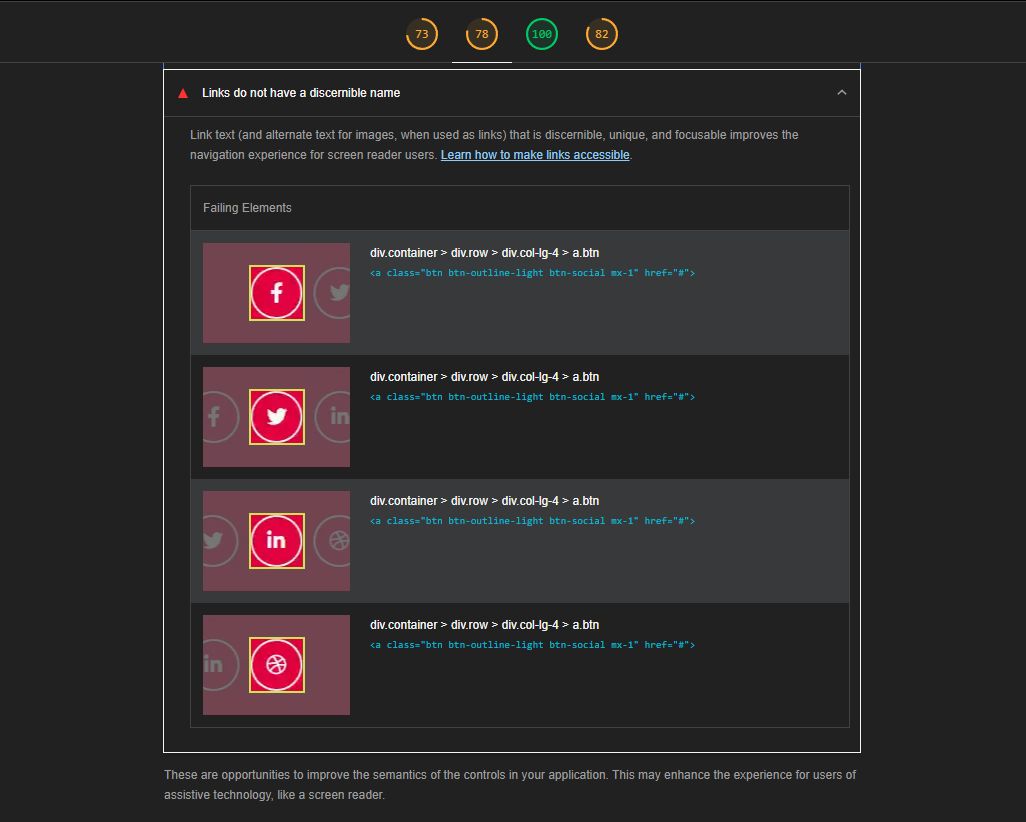 73 78 100 82
Links do not have a discernible name
Link text (and alternate text for images, when used as links) that is discernible, unique, and focusable improves the
navigation experience for screen reader users. Learn how to make links accessible.
Failing Elements
div.container > div.row > div.col-lg-4 > a.btn
<a class="btn btn-outline-light btn-social mx-1" href="#">
div.container > div.row > div.col-lg-4 > a.btn
<a class="btn btn-outline-light btn-social mx-1" href="#">
in
div.container > div.row > div.col-lg-4 > a.btn
<a class="btn btn-outline-light btn-social mx-1" href="#">
in
div.container > div.row > div.col-lg-4 > a.btn
<a class="btn btn-outline-light btn-social mx-1" href="#">
in
These are opportunities to improve the semantics of the controls in your application. This may enhance the experience for users of
assistive technology, like a screen reader.